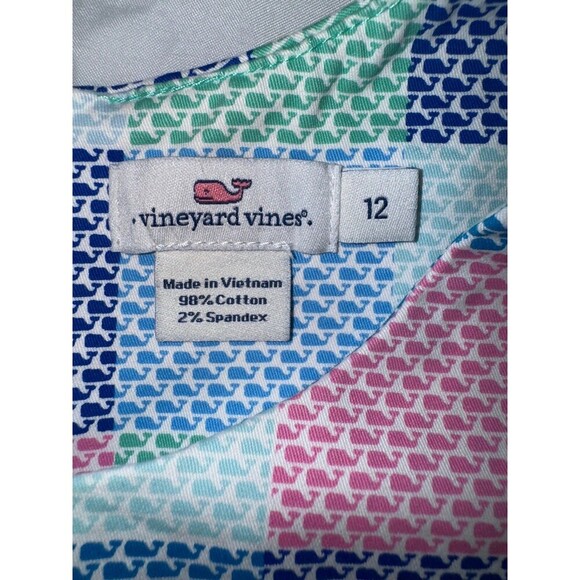 vineyard vines®
12
Made in Vietnam
98% Cotton
2% Spandex